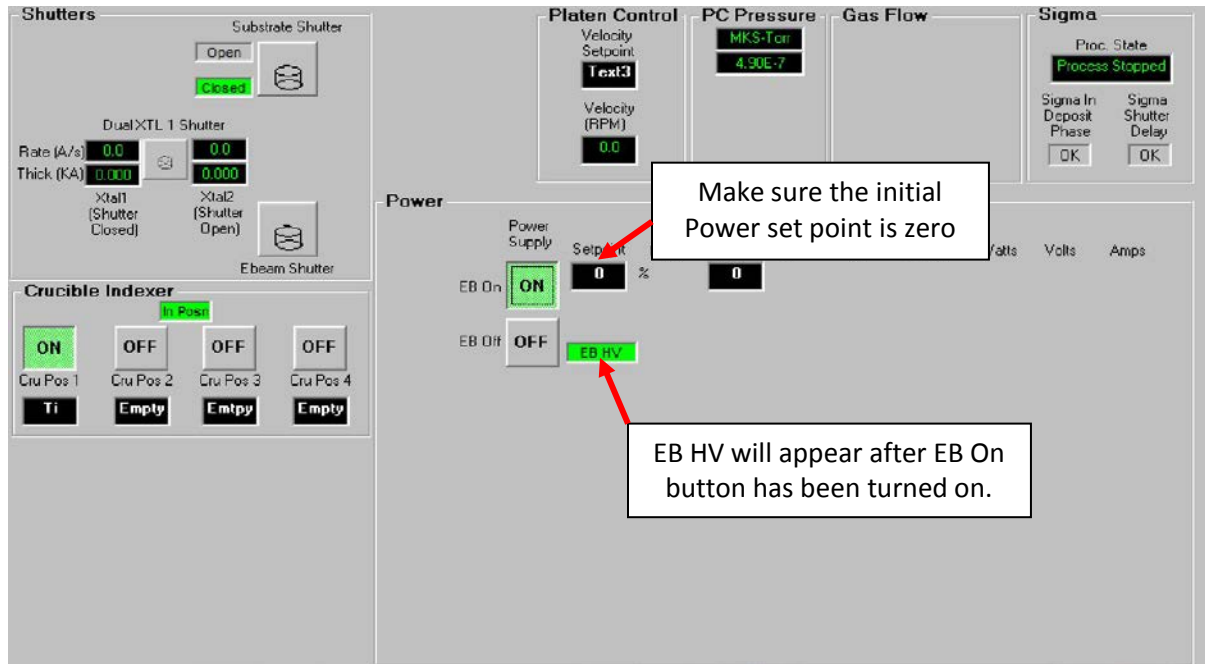 Shutters
Substrate Shutter
Open
Closed
Dual XTL 1 Shutter
Rate (A/s) 0.0 0.0
Thick (KA) 0.000 0.000
Xtal1
(Shutter
Closed)
Xtal2
(Shutter
Open)
Ebeam Shutter
Crucible Indexer
In Posn
ON OFF OFF OFF
Cru Pos 1 Cru Pos 2 Cru Pos 3 Cru Pos 4
Ti Empty Emtpy Empty
Platen Control
Velocity
Setpoint
Text3
Velocity
(RPM)
0.0
PC Pressure
MKS-Torr
4.90E-7
Gas Flow
Sigma
Proc. State
Process Stopped
Sigma In
Deposit
Phase
OK
Sigma
Shutter
Delay
OK
Power
Power
Supply
Setpoint
Volts Amps
EB On ON 0 % 0
EB Off OFF EB HV
Make sure the initial
Power set point is zero
EB HV will appear after EB On
button has been turned on.